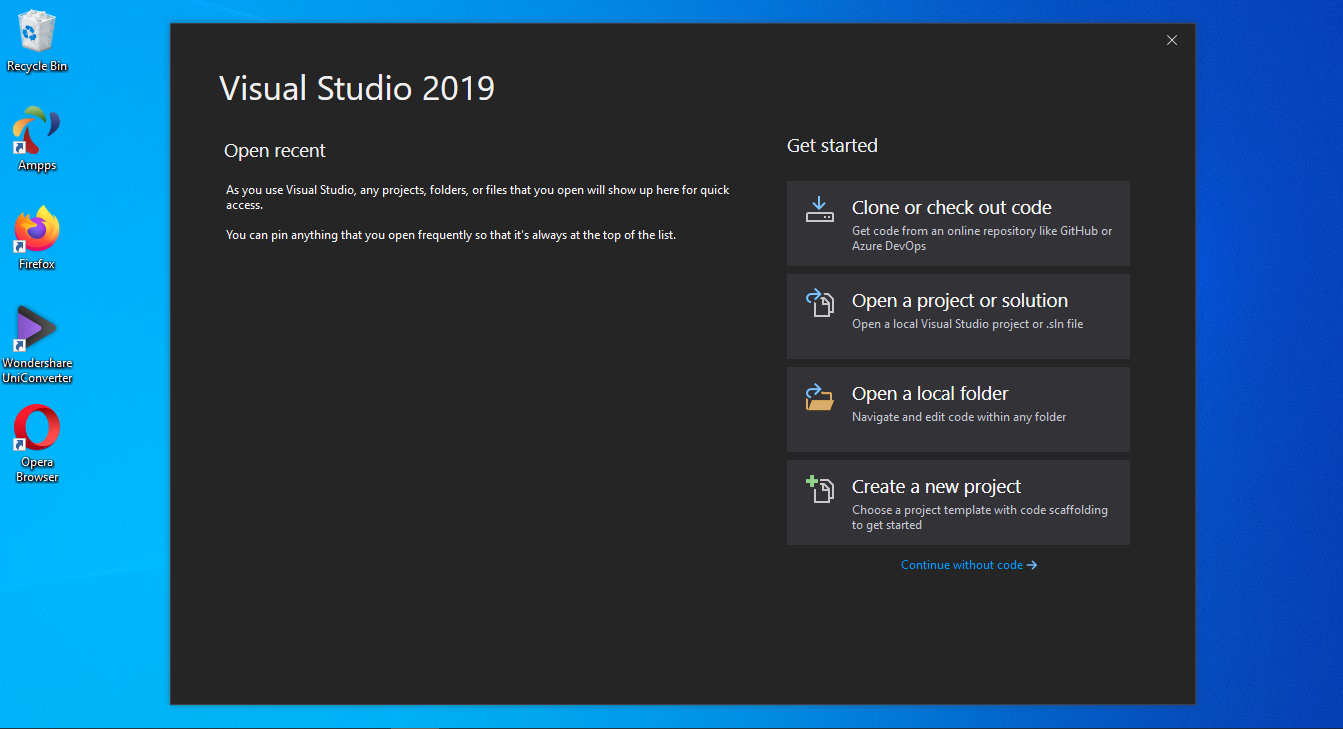 Recycle Bin
Ampps
Firefox
Wondershare
UniConverter
Opera
Browser
Visual Studio 2019
Open recent
As you use Visual Studio, any projects, folders, or files that you open will show up here for quick
access.
You can pin anything that you open frequently so that it's always at the top of the list.
Get started
Clone or check out code
Get code from an online repository like GitHub or
Azure DevOps
Open a project or solution
Open a local Visual Studio project or .sln file
Open a local folder
Navigate and edit code within any folder
Create a new project
Choose a project template with code scaffolding
to get started
Continue without code →